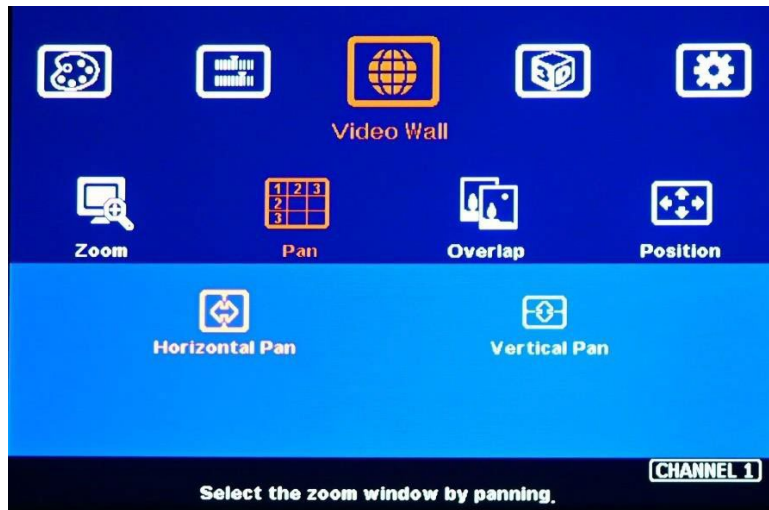 3D
Video Wall
1 2 3
2
3
Zoom
Pan
Overlap
Position
Horizontal Pan
Vertical Pan
CHANNEL 1
Select the zoom window by panning.